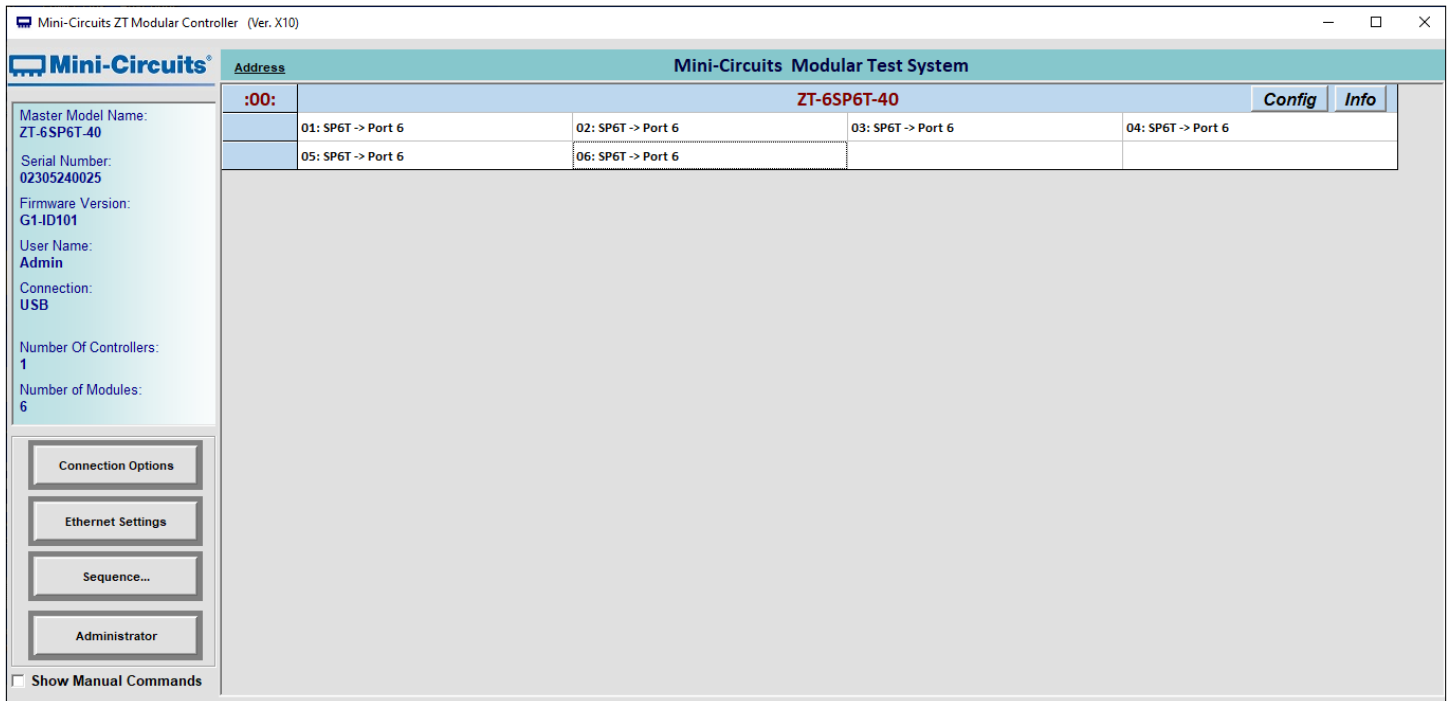 Mini-Circuits ZT Modular Controller (Ver. X10)
Mini-Circuits®
Address
Mini-Circuits Modular Test System
:00:
ZT-6SP6T-40
Config
Info
01: SP6T -> Port 6
02: SP6T -> Port 6
03: SP6T -> Port 6
04: SP6T -> Port 6
05: SP6T -> Port 6
06: SP6T -> Port 6
Master Model Name:
ZT-6SP6T-40
Serial Number:
02305240025
Firmware Version:
G1-ID101
User Name:
Admin
Connection:
USB
Number Of Controllers:
1
Number of Modules:
6
Connection Options
Ethernet Settings
Sequence...
Administrator
Show Manual Commands